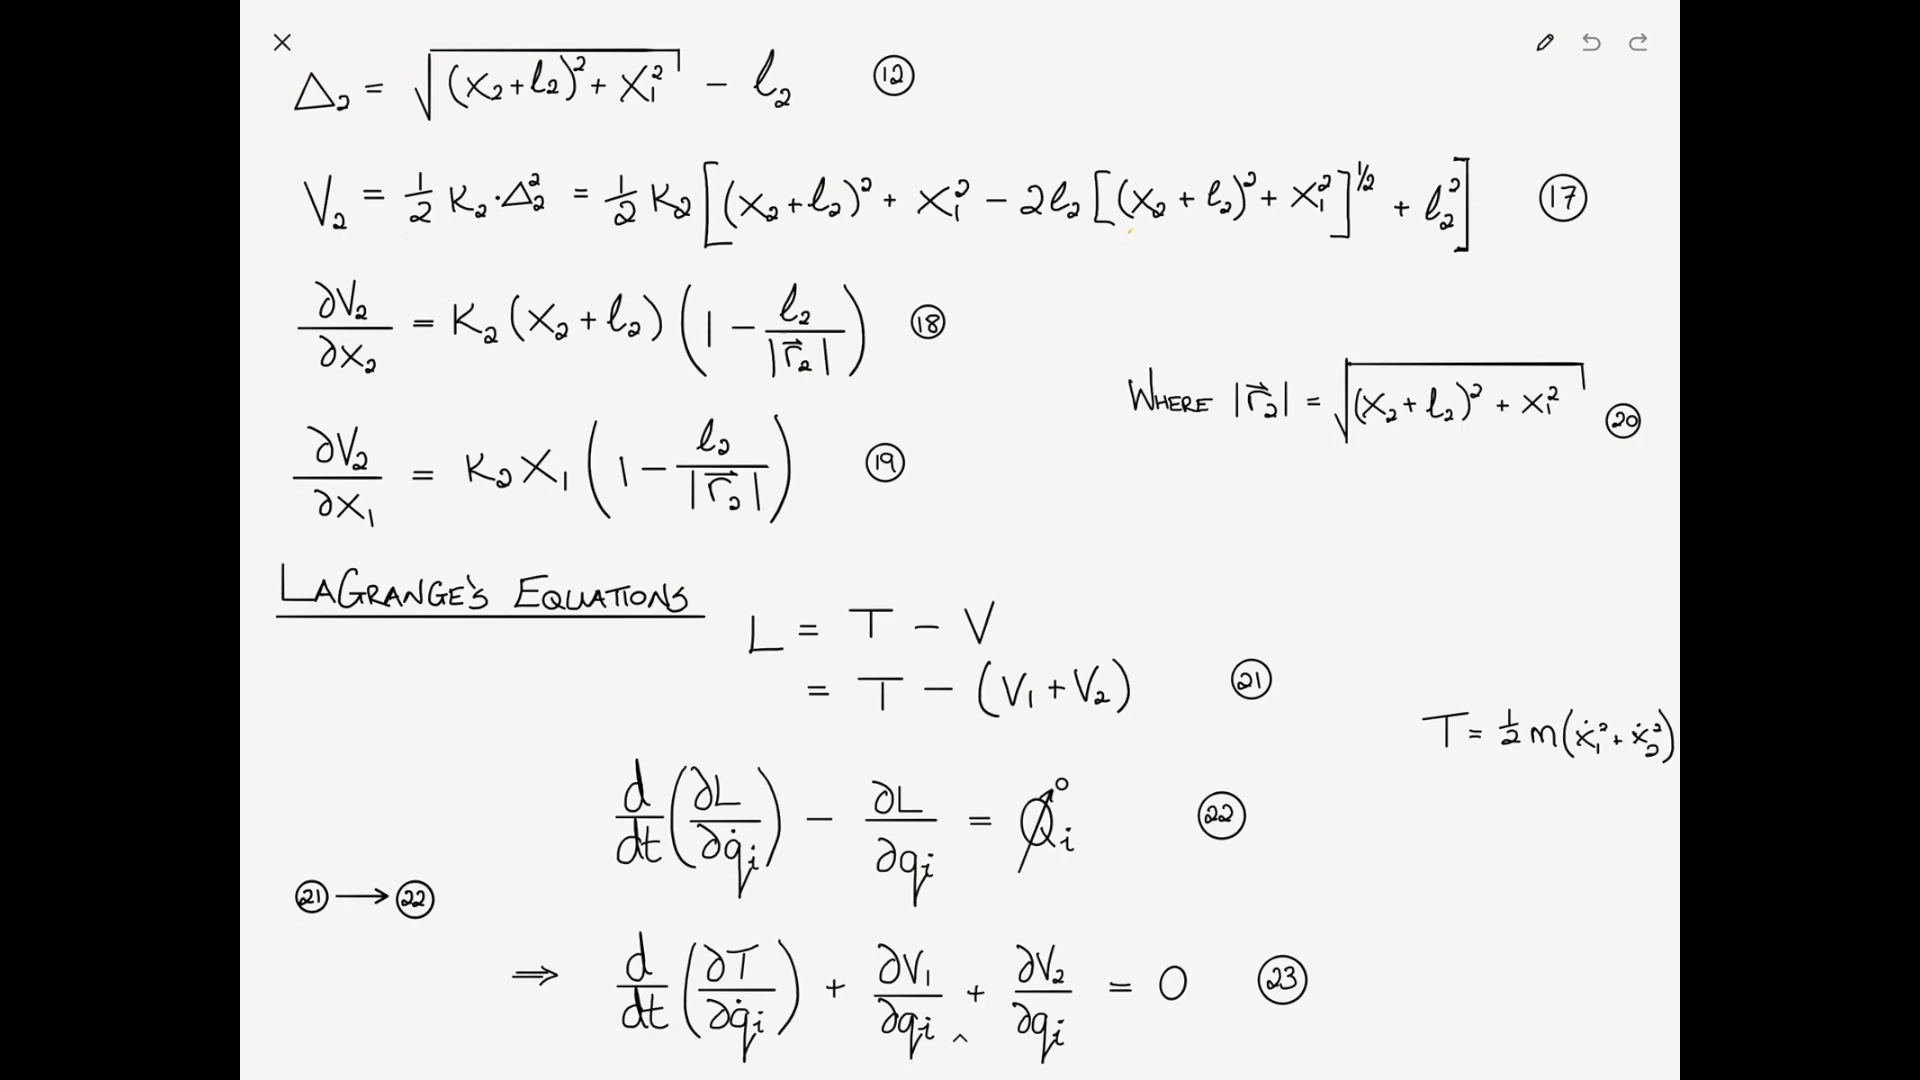 Δ₂ = √((x₂+l₂)² + x₁²) − l₂ ⑫
V₂ = 1/2 K₂·Δ₂² = 1/2 K₂ [(x₂+l₂)² + x₁² − 2l₂ [(x₂+l₂)² + x₁²]^1/2 + l₂²] ⑰
∂V₂/∂x₂ = K₂(x₂+l₂)(1 − l₂/|r⃗₂|) ⑱
WHERE |r⃗₂| = √((x₂+l₂)² + x₁²) ⑳
∂V₂/∂x₁ = K₂x₁(1 − l₂/|r⃗₂|) ⑲
LAGRANGE'S EQUATIONS
L = T − V
= T − (V₁+V₂) ㉑
T = 1/2 m(ẋ₁² + ẋ₂²)
d/dt(∂L/∂q̇ᵢ) − ∂L/∂qᵢ = Qᵢ 0 ㉒
㉑ → ㉒
⇒ d/dt(∂T/∂q̇ᵢ) + ∂V₁/∂qᵢ + ∂V₂/∂qᵢ = 0 ㉓